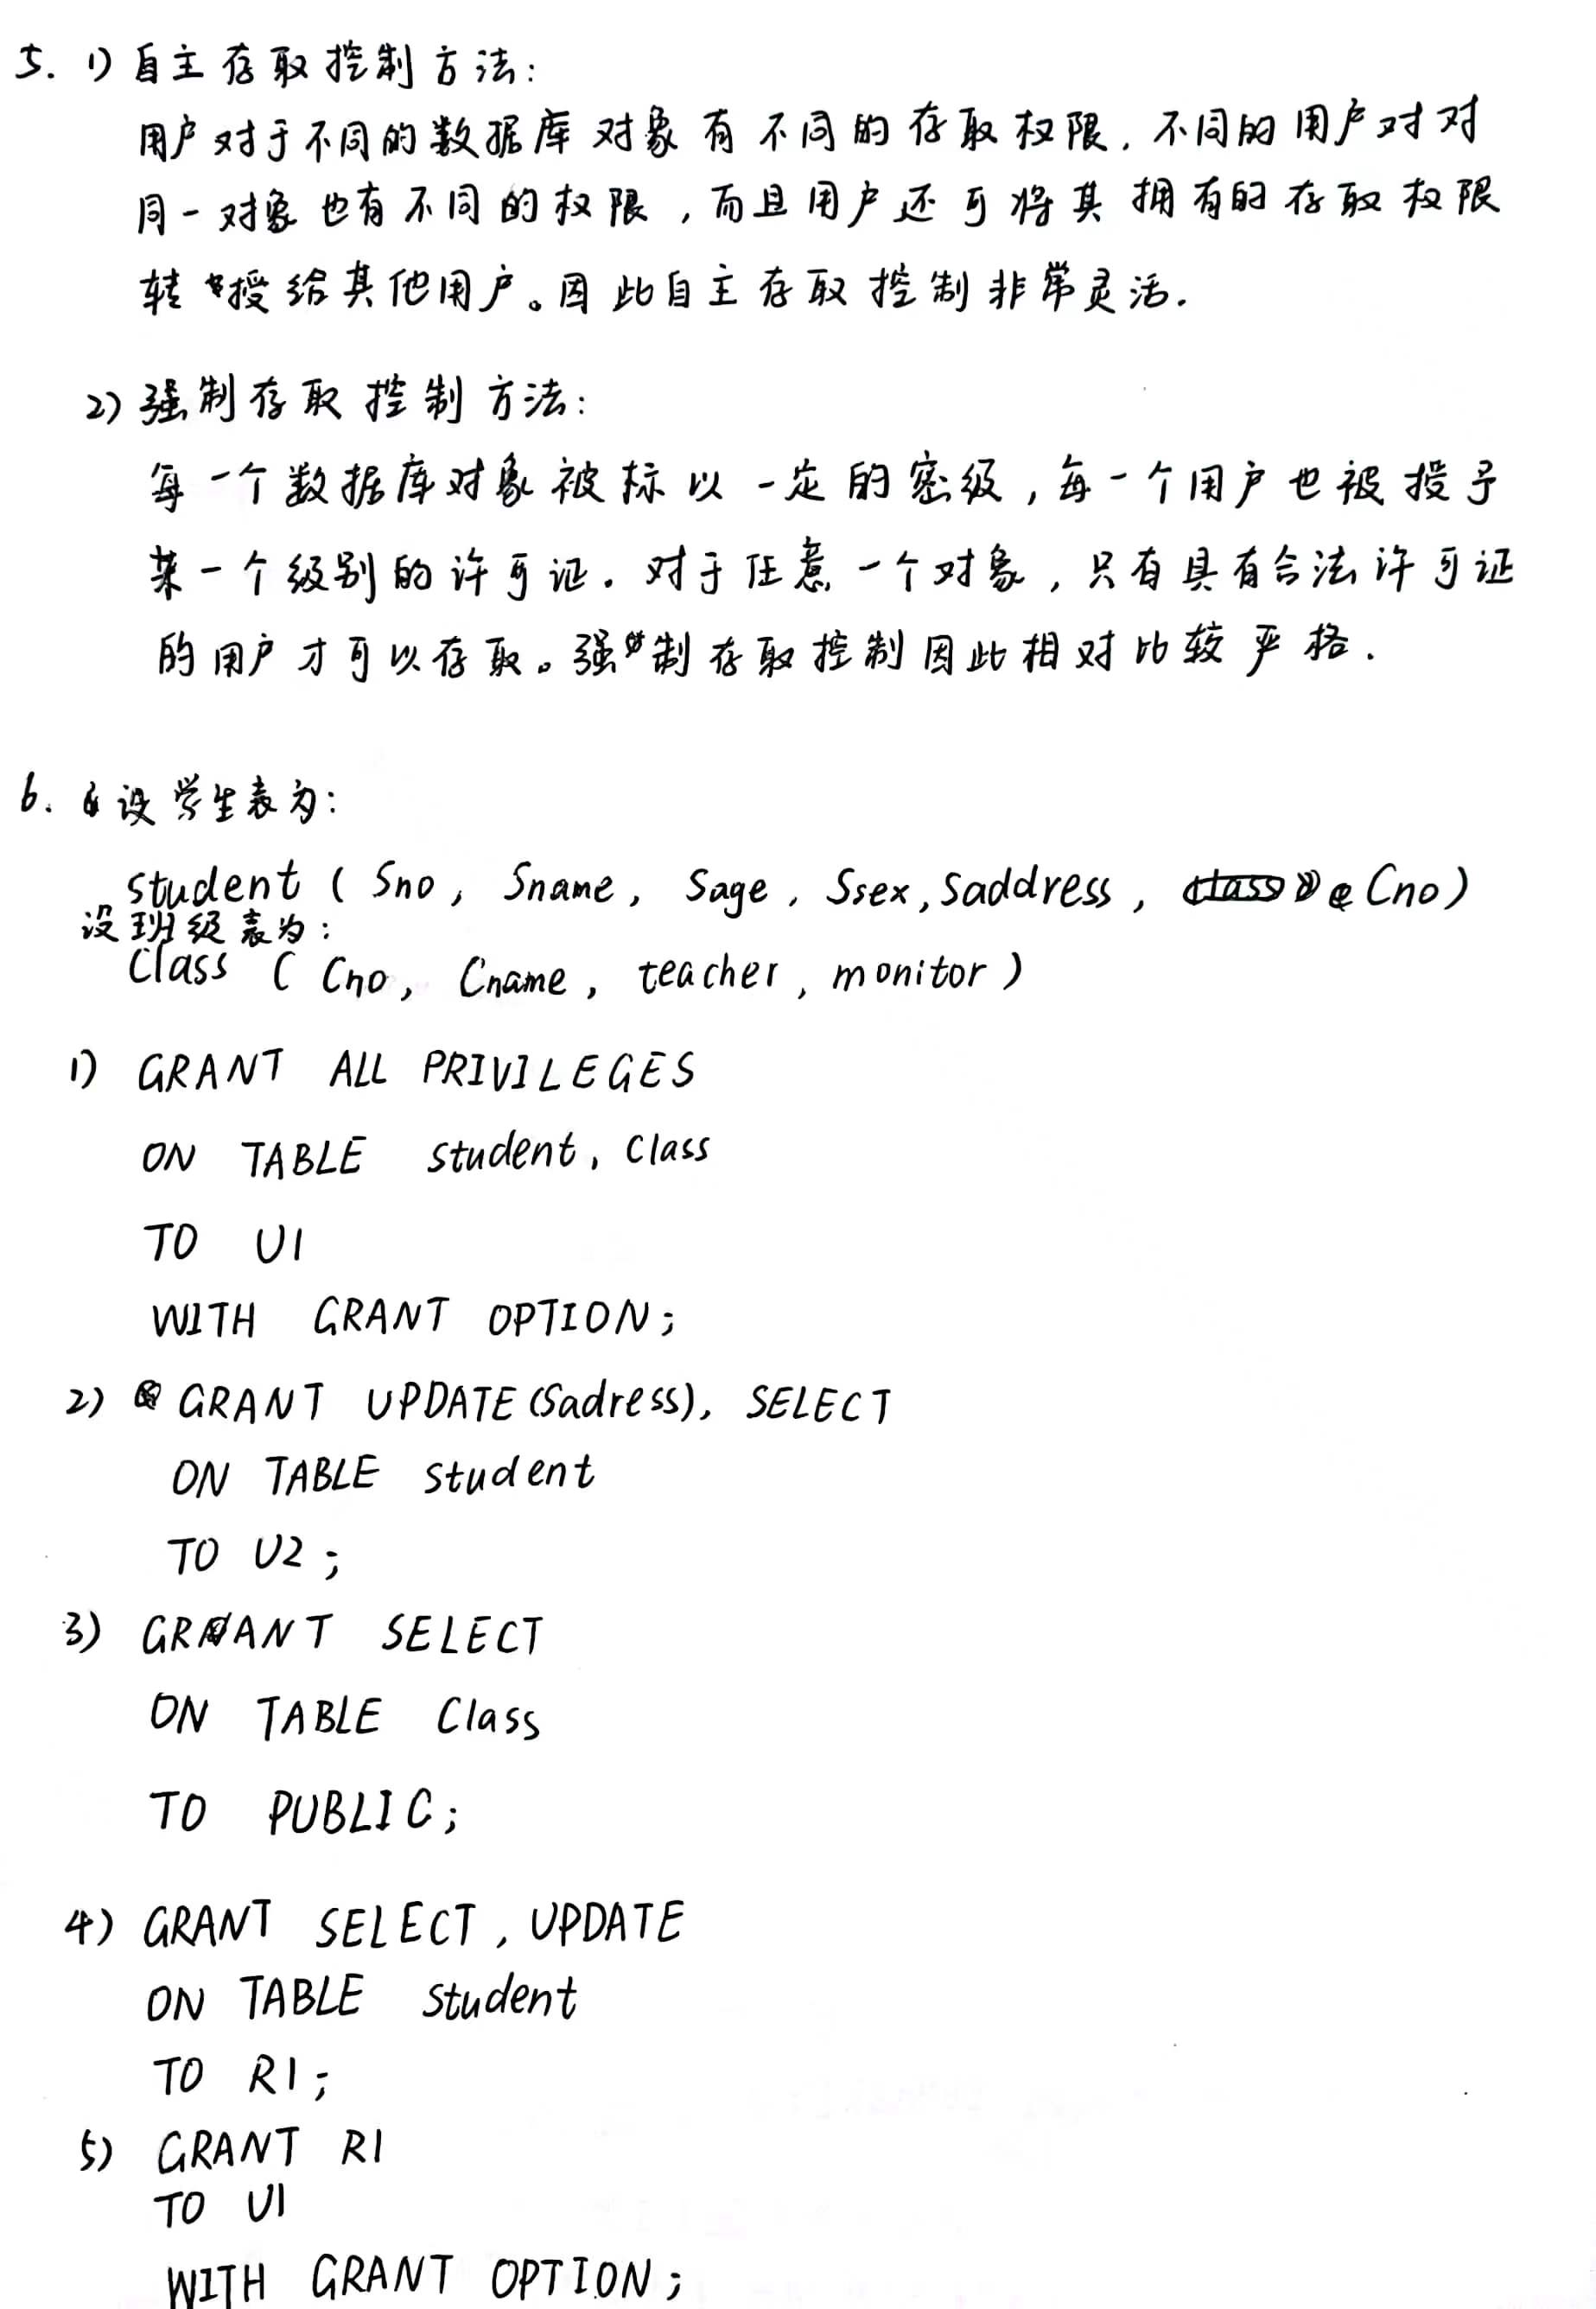 5. 1) 自主存取控制方法:
用户对于不同的数据库对象有不同的存取权限, 不同的用户对对
同一对象也有不同的权限, 而且用户还可将其拥有的存取权限
转授给其他用户。因此自主存取控制非常灵活.
2) 强制存取控制方法:
每一个数据库对象被标以一定的密级, 每一个用户也被授予
某一个级别的许可证. 对于任意一个对象, 只有具有合法许可证
的用户才可以存取。强制存取控制因此相对比较严格.
6. 设学生表为:
student ( Sno, Sname, Sage, Ssex, Saddress, Cno)
设班级表为:
Class ( Cno, Cname, teacher, monitor )
1) GRANT ALL PRIVILEGES
ON TABLE student, Class
TO U1
WITH GRANT OPTION;
2) GRANT UPDATE(Sadress), SELECT
ON TABLE student
TO U2;
3) GRANT SELECT
ON TABLE Class
TO PUBLIC;
4) GRANT SELECT, UPDATE
ON TABLE student
TO R1;
5) GRANT R1
TO U1
WITH GRANT OPTION;